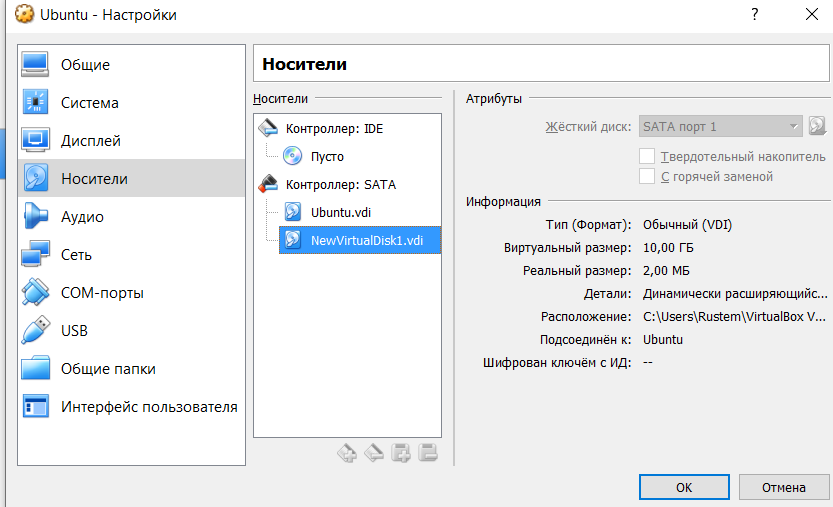 Ubuntu - Настройки
?
Общие
Система
Дисплей
Носители
Аудио
Сеть
COM-порты
USB
Общие папки
Интерфейс пользователя
Носители
Носители
Контроллер: IDE
Пусто
Контроллер: SATA
Ubuntu.vdi
NewVirtualDisk1.vdi
Атрибуты
Жёсткий диск: SATA порт 1
Твердотельный накопитель
С горячей заменой
Информация
Тип (Формат): Обычный (VDI)
Виртуальный размер: 10,00 ГБ
Реальный размер: 2,00 МБ
Детали: Динамически расширяющийс...
Расположение: C:\Users\Rustem\VirtualBox V...
Подсоединён к: Ubuntu
Шифрован ключём с ИД: --
OK
Отмена